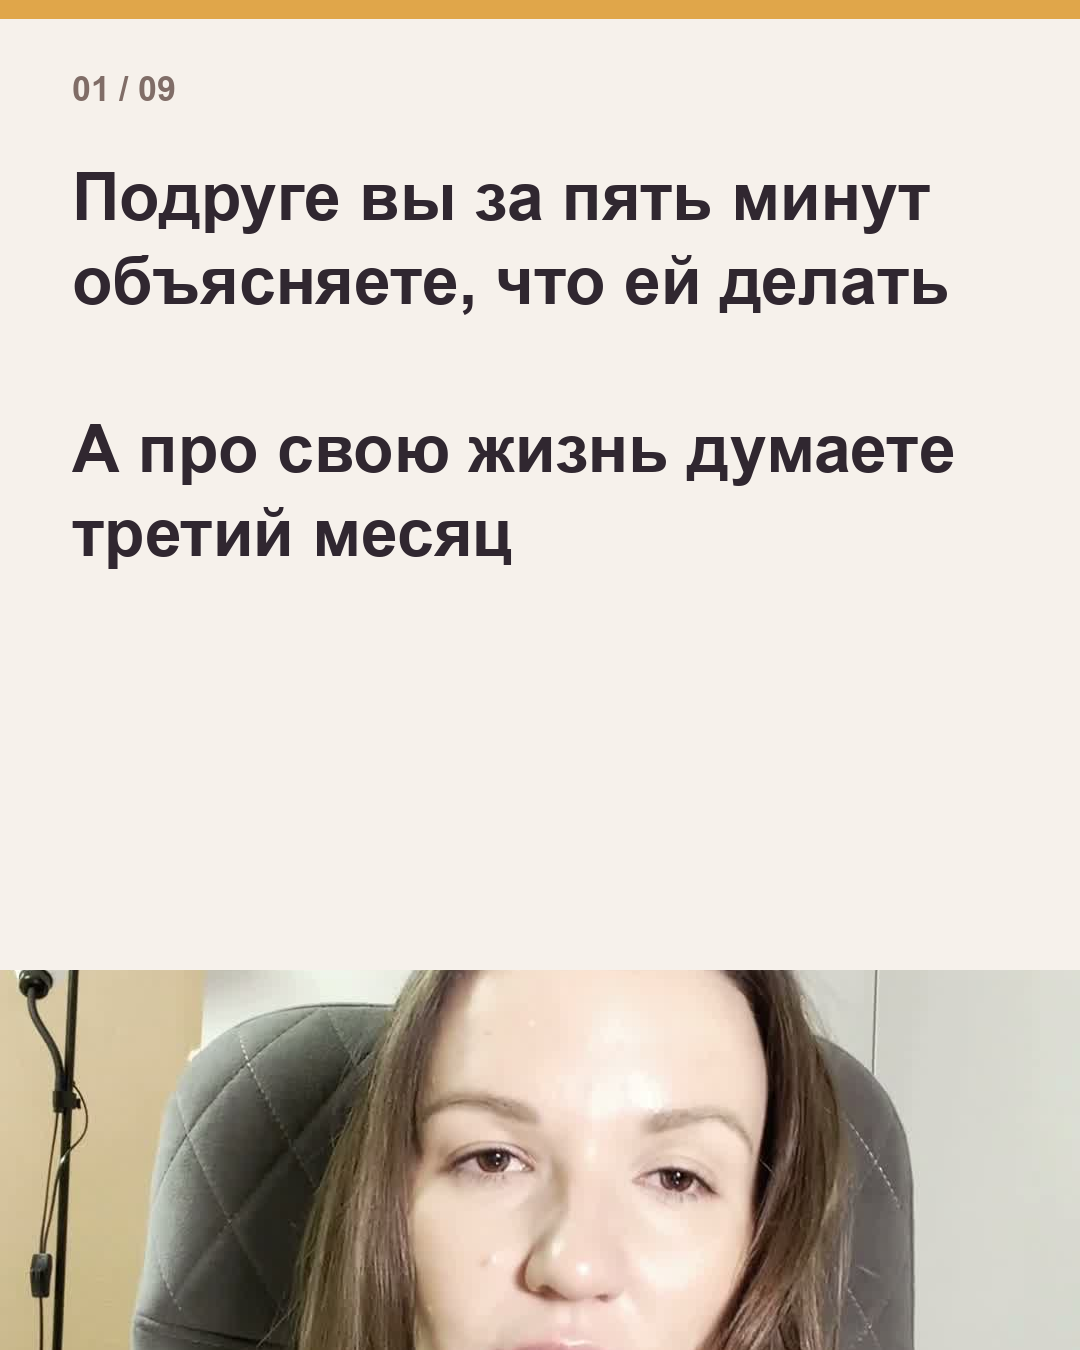 01 / 09
Подруге вы за пять минут
объясняете, что ей делать
А про свою жизнь думаете
третий месяц